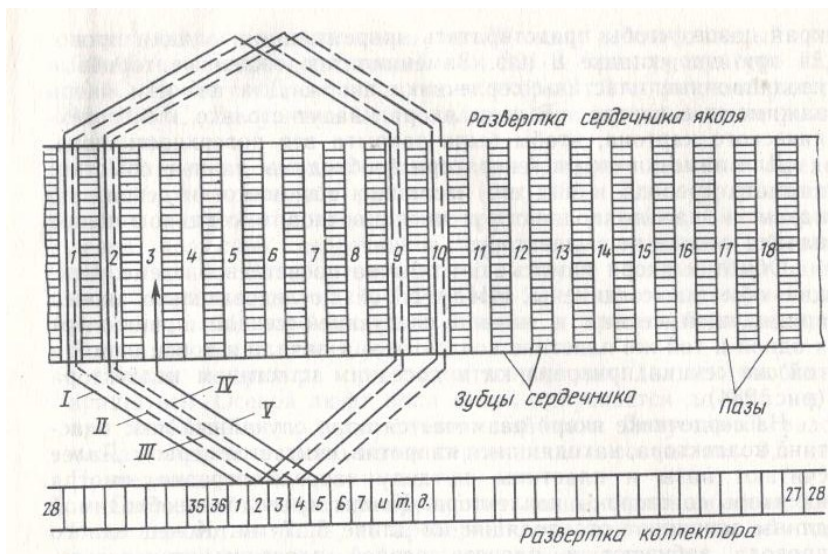 Развертка сердечника якоря
1 2 3 4 5 6 7 8 9 10 11 12 13 14 15 16 17 18
I IV
II V
III
Зубцы сердечника Пазы
28 35 36 1 2 3 4 5 6 7 и т. д. 27 28
Развертка коллектора